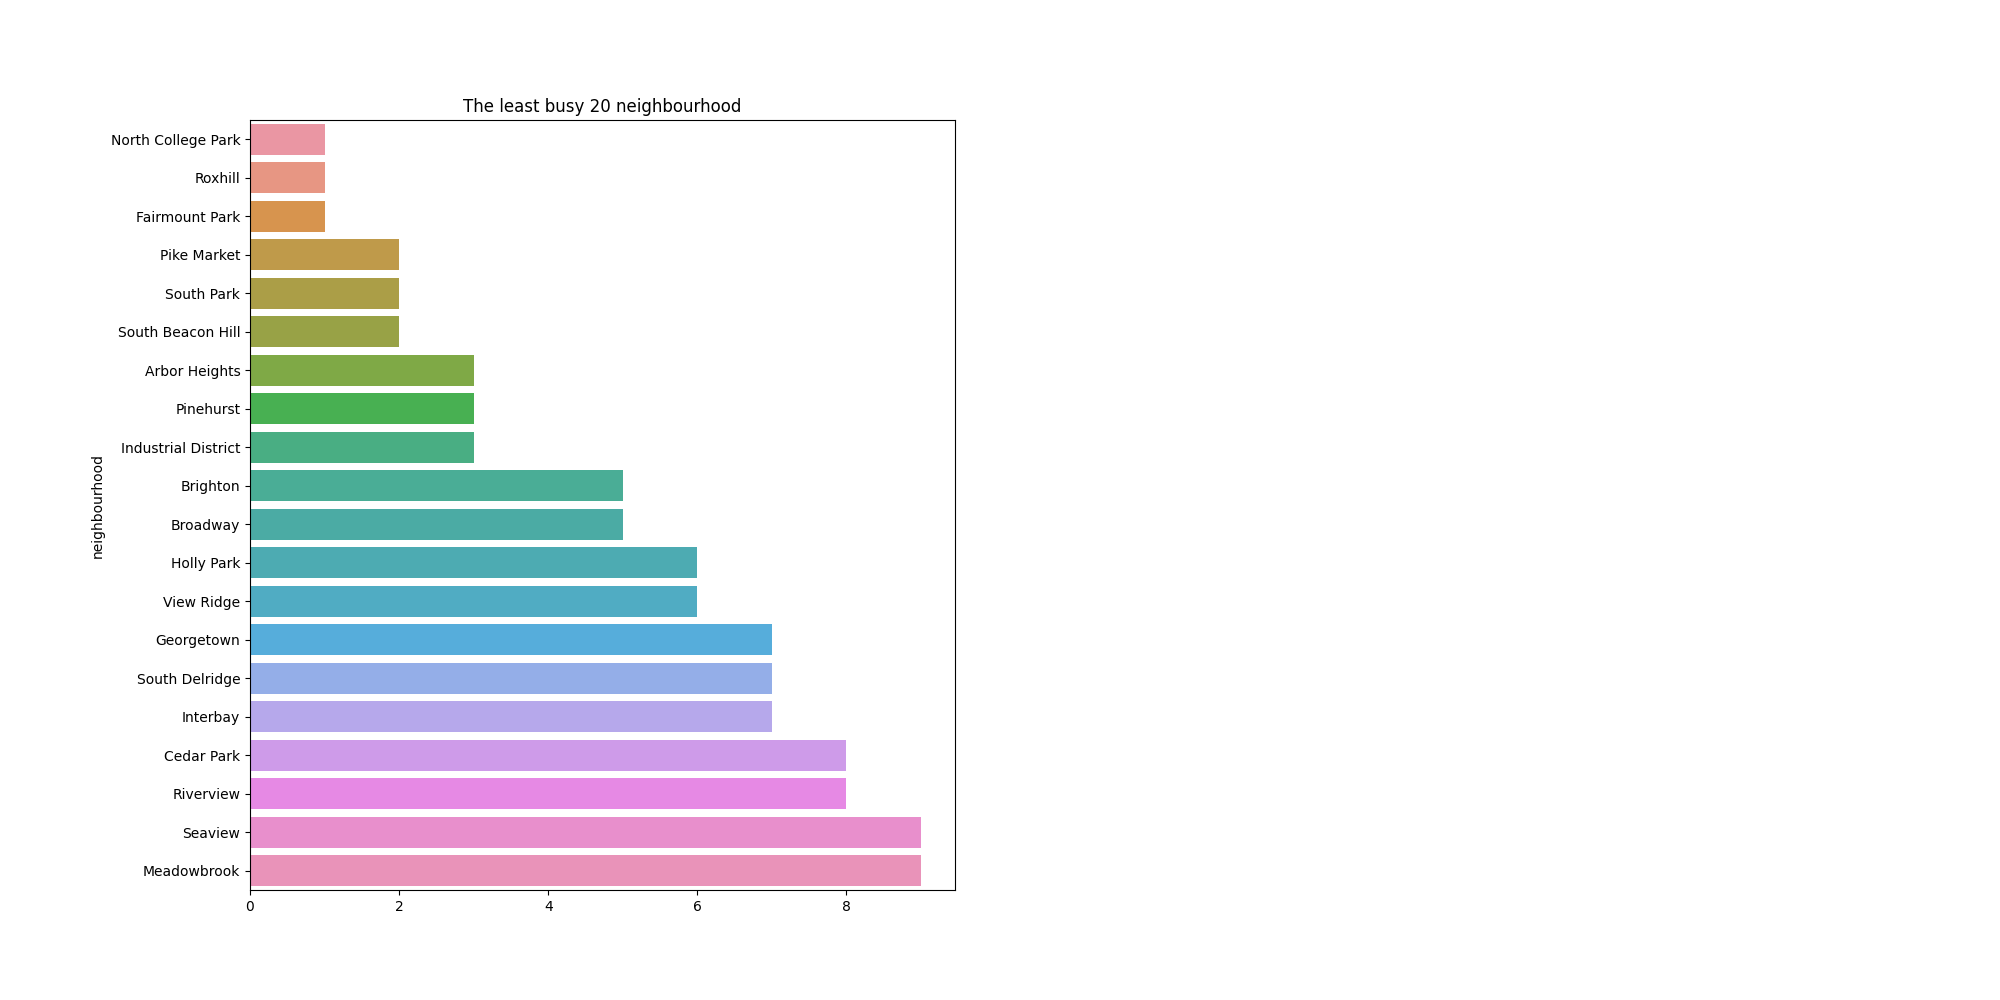 The least busy 20 neighbourhood
neighbourhood
North College Park
Roxhill
Fairmount Park
Pike Market
South Park
South Beacon Hill
Arbor Heights
Pinehurst
Industrial District
Brighton
Broadway
Holly Park
View Ridge
Georgetown
South Delridge
Interbay
Cedar Park
Riverview
Seaview
Meadowbrook
0 2 4 6 8